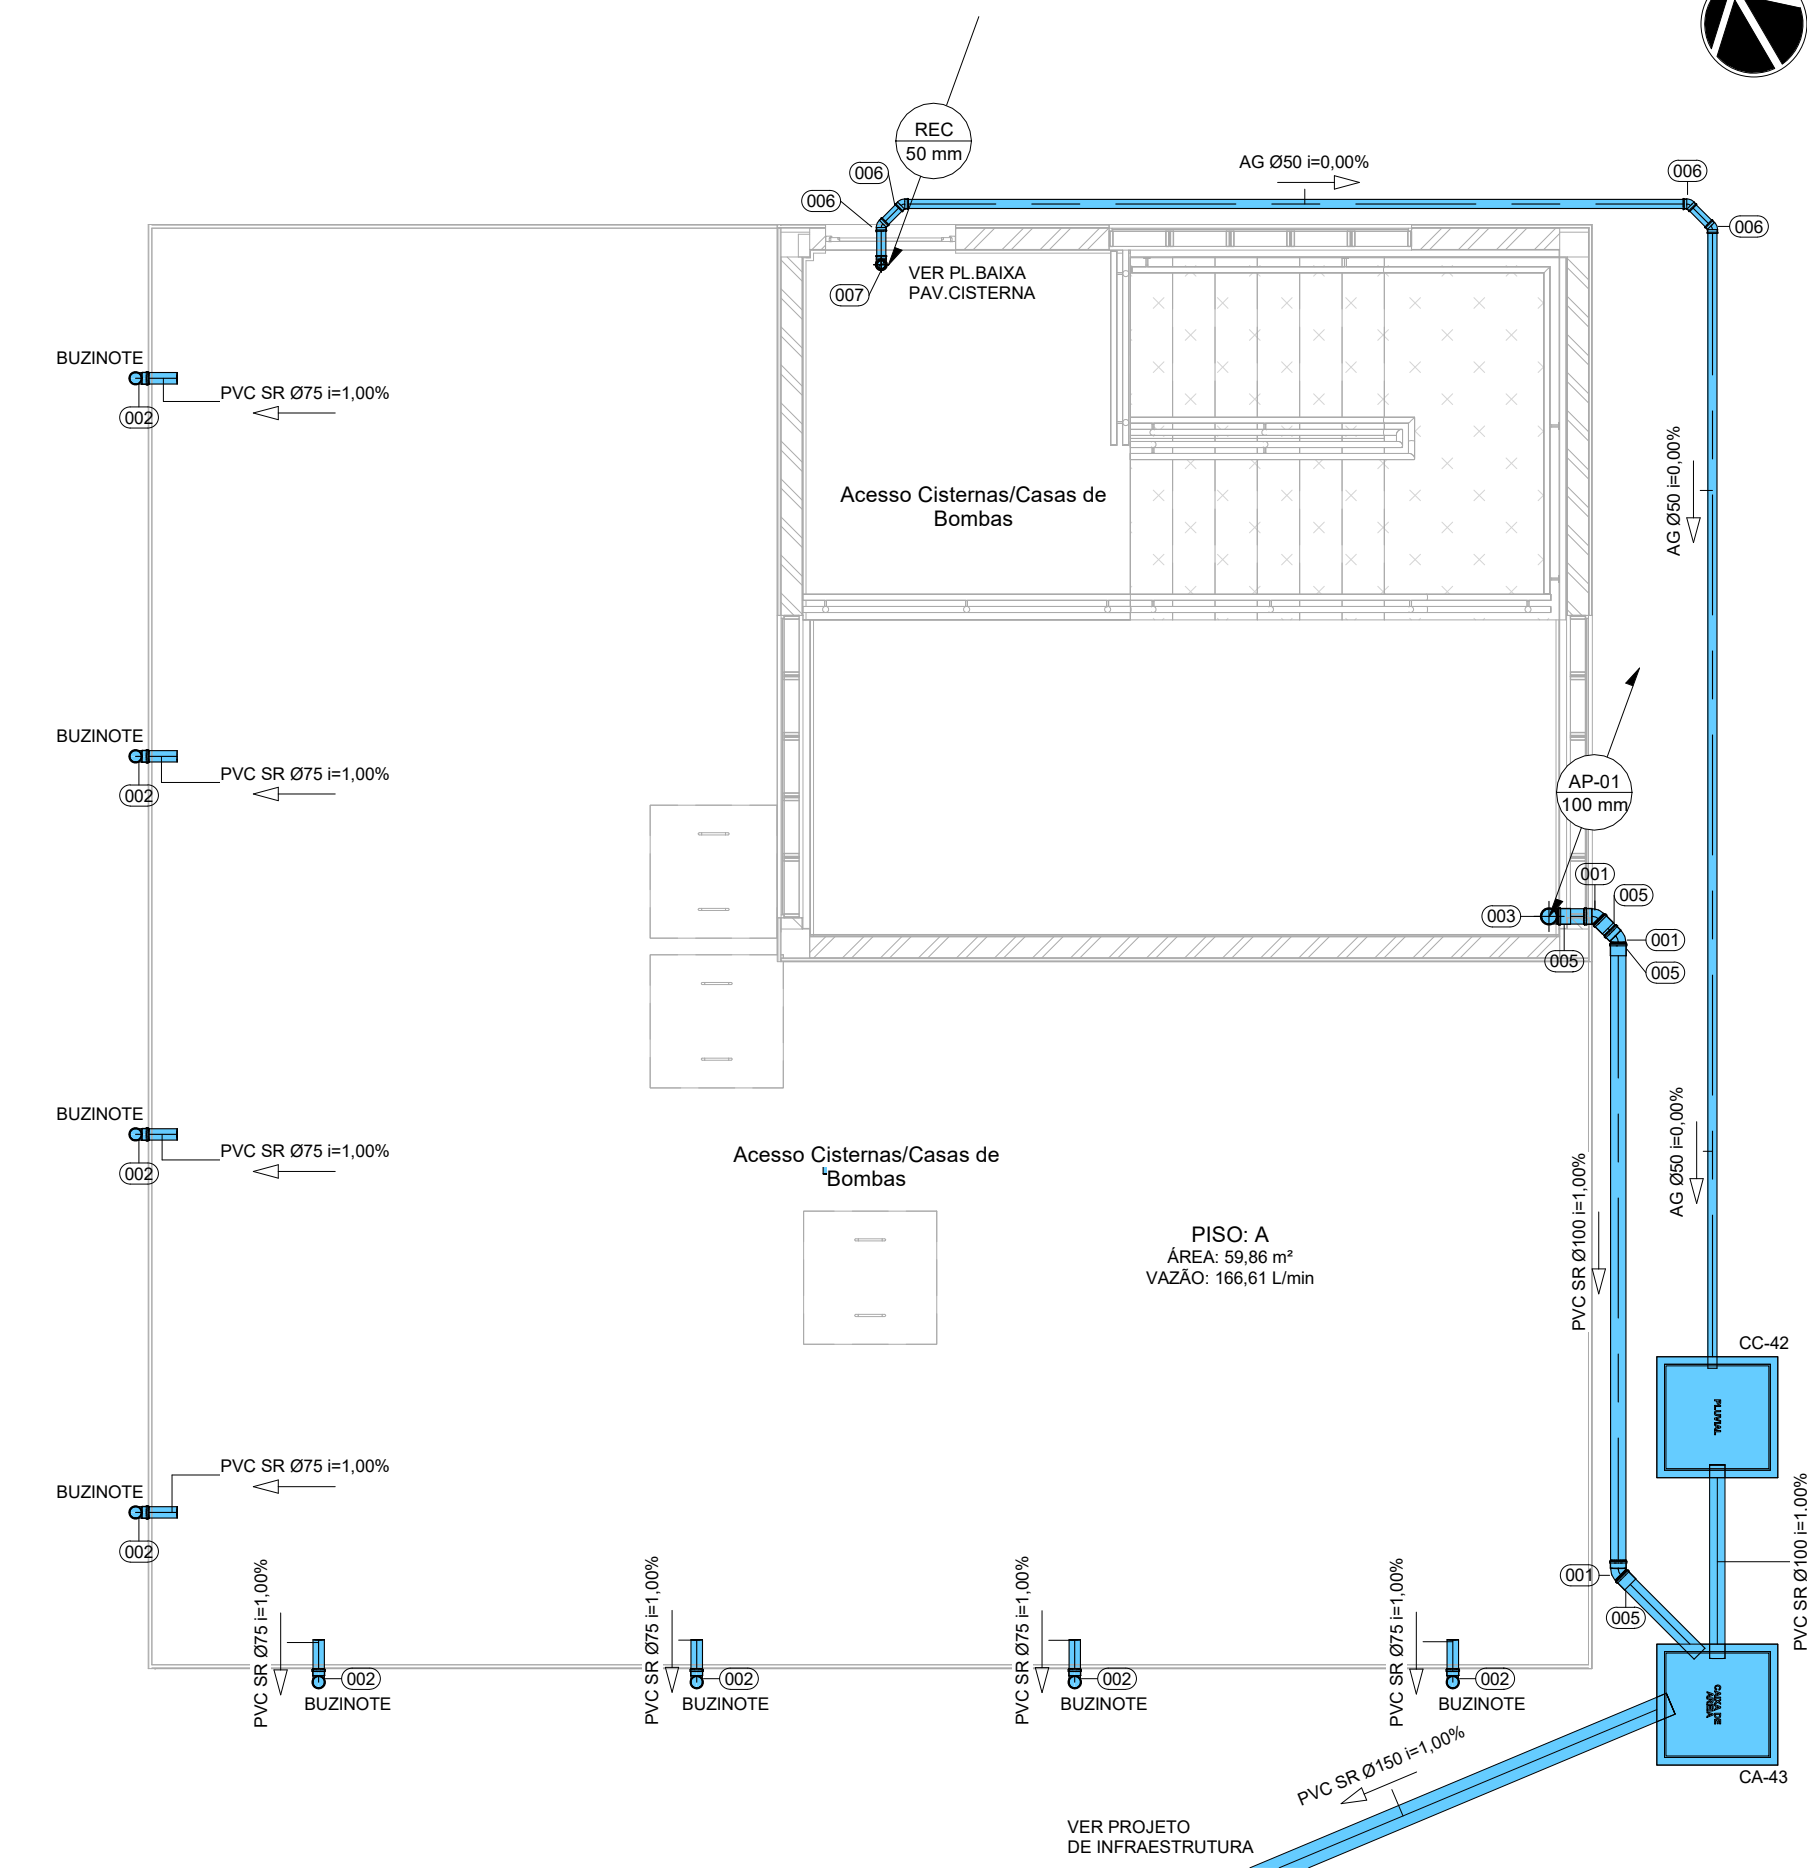 REC
50 mm
006
006
AG Ø50 i=0,00%
006
006
007
VER PL.BAIXA
PAV.CISTERNA
BUZINOTE
002
PVC SR Ø75 i=1,00%
Acesso Cisternas/Casas de
Bombas
AG Ø50 i=0,00%
BUZINOTE
002
PVC SR Ø75 i=1,00%
AP-01
100 mm
001
005
003
005
001
005
BUZINOTE
002
PVC SR Ø75 i=1,00%
Acesso Cisternas/Casas de
Bombas
PISO: A
ÁREA: 59,86 m²
VAZÃO: 166,61 L/min
PVC SR Ø100 i=1,00%
AG Ø50 i=0,00%
CC-42
PLUVIAL
BUZINOTE
002
PVC SR Ø75 i=1,00%
PVC SR Ø100 i=1.00%
001
005
PVC SR Ø75 i=1,00%
002
BUZINOTE
PVC SR Ø75 i=1,00%
002
BUZINOTE
PVC SR Ø75 i=1,00%
002
BUZINOTE
PVC SR Ø75 i=1,00%
002
BUZINOTE
CAIXA DE
AREIA
CA-43
PVC SR Ø150 i=1,00%
VER PROJETO
DE INFRAESTRUTURA